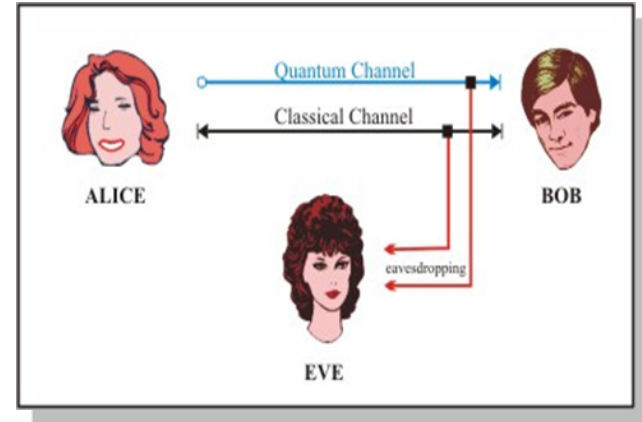 Quantum Channel
Classical Channel
ALICE
BOB
eavesdropping
EVE